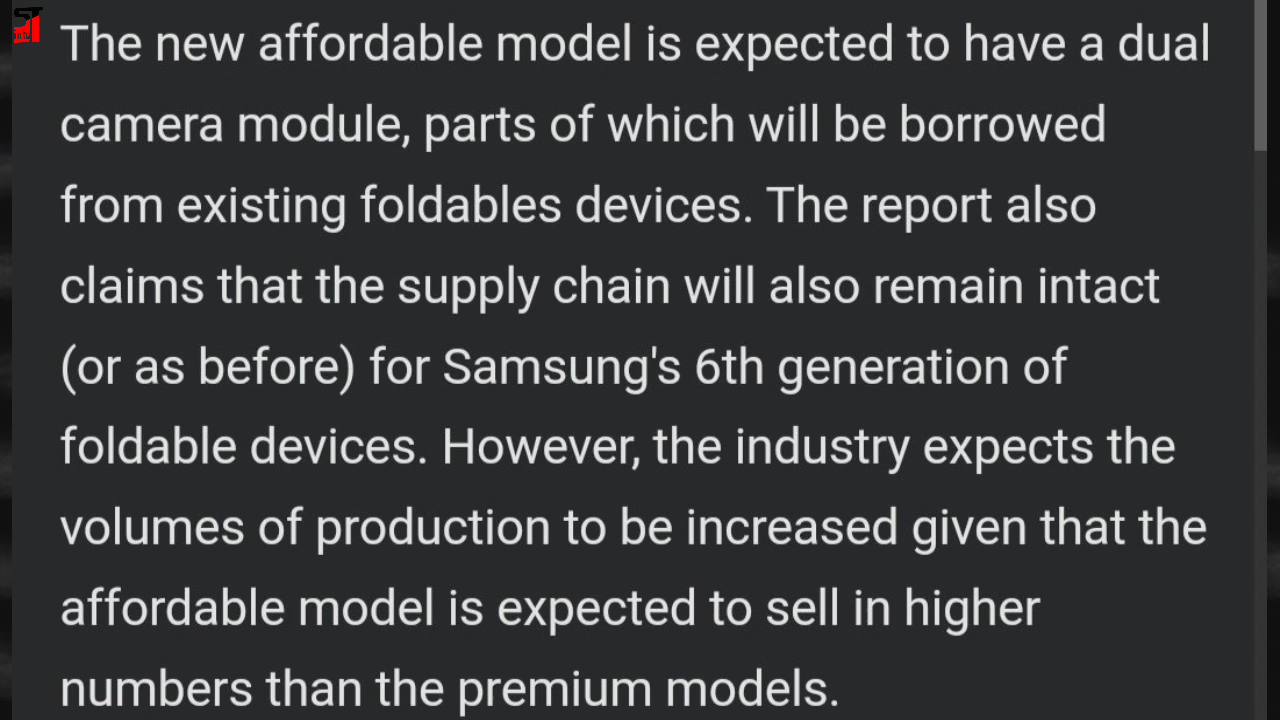 ST
The new affordable model is expected to have a dual
camera module, parts of which will be borrowed
from existing foldables devices. The report also
claims that the supply chain will also remain intact
(or as before) for Samsung's 6th generation of
foldable devices. However, the industry expects the
volumes of production to be increased given that the
affordable model is expected to sell in higher
numbers than the premium models.